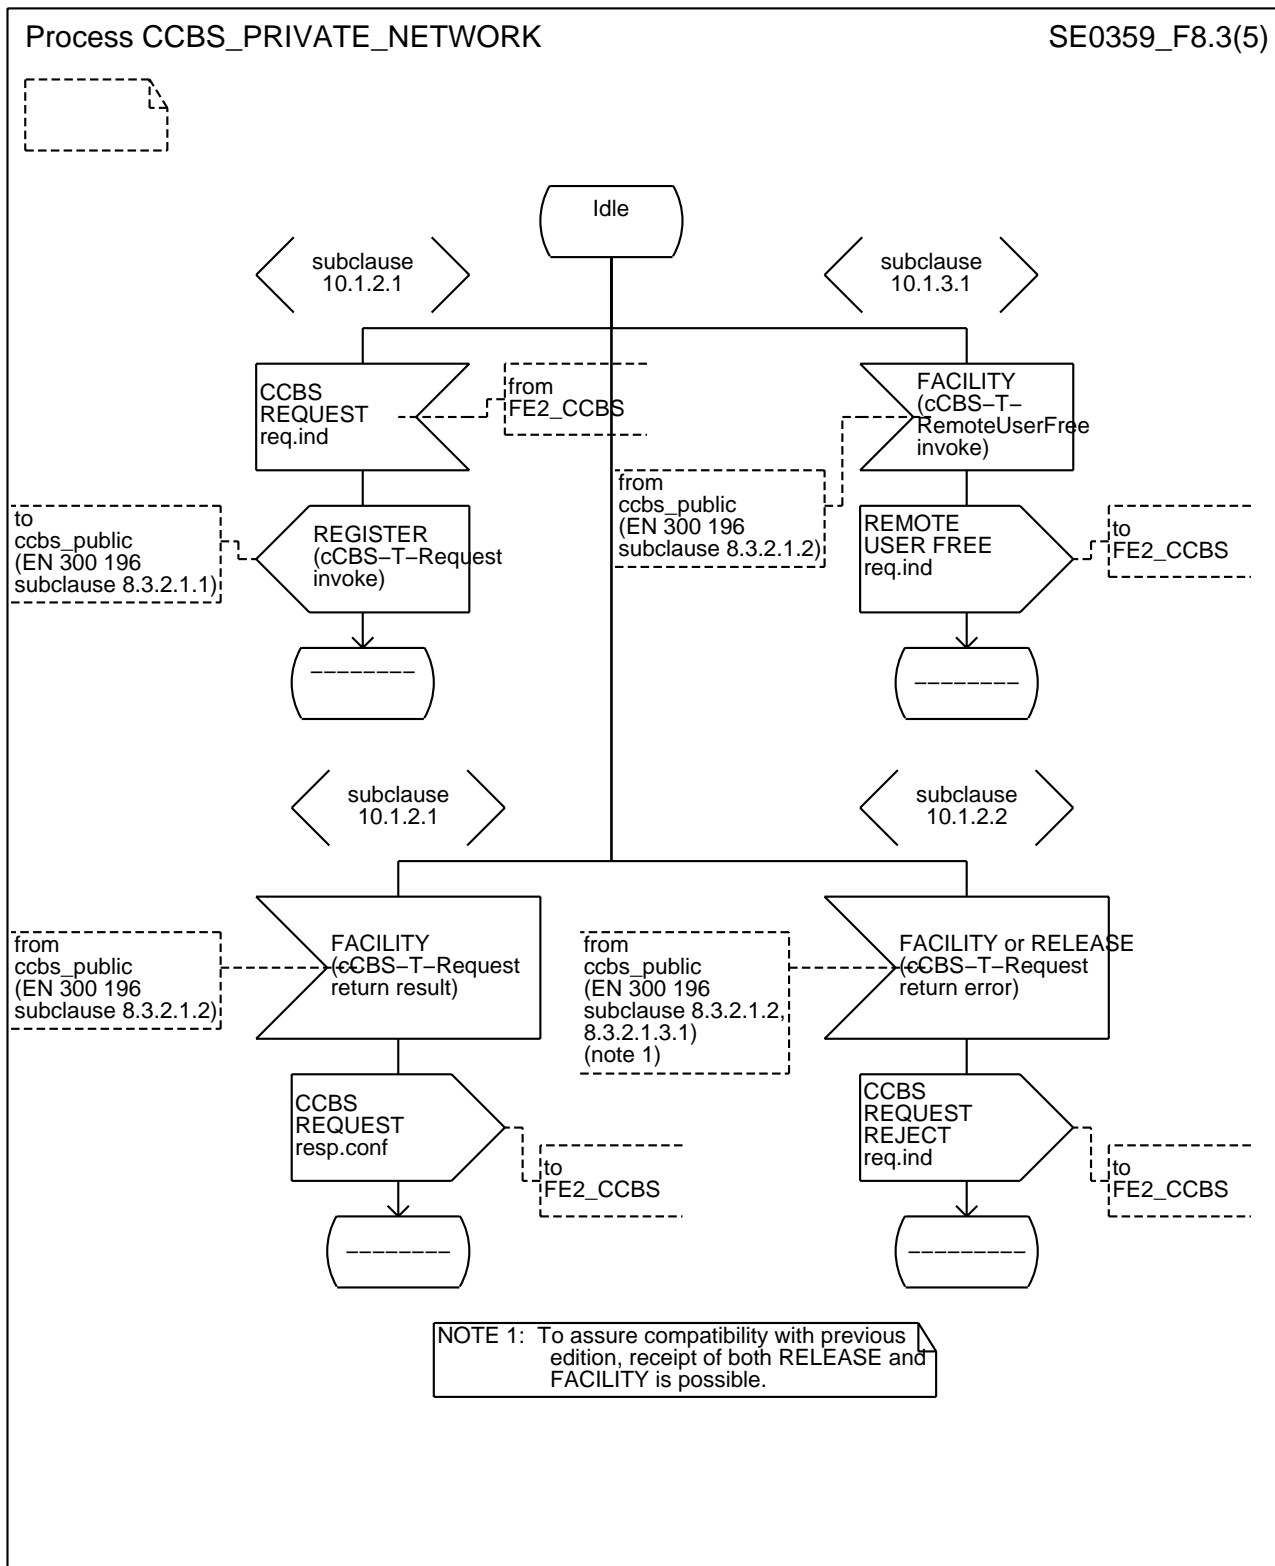 Process CCBS_PRIVATE_NETWORK
SE0359_F8.3(5)
Idle
subclause
10.1.2.1
subclause
10.1.3.1
CCBS
REQUEST
req.ind
from
FE2_CCBS
FACILITY
(cCBS–T–
RemoteUserFree
invoke)
from
ccbs_public
(EN 300 196
subclause 8.3.2.1.2)
to
ccbs_public
(EN 300 196
subclause 8.3.2.1.1)
REGISTER
(cCBS–T–Request
invoke)
REMOTE
USER FREE
req.ind
to
FE2_CCBS
subclause
10.1.2.1
subclause
10.1.2.2
from
ccbs_public
(EN 300 196
subclause 8.3.2.1.2)
FACILITY
(cCBS–T–Request
return result)
from
ccbs_public
(EN 300 196
subclause 8.3.2.1.2,
8.3.2.1.3.1)
(note 1)
FACILITY or RELEASE
(cCBS–T–Request
return error)
CCBS
REQUEST
resp.conf
to
FE2_CCBS
CCBS
REQUEST
REJECT
req.ind
to
FE2_CCBS
NOTE 1: To assure compatibility with previous
edition, receipt of both RELEASE and
FACILITY is possible.